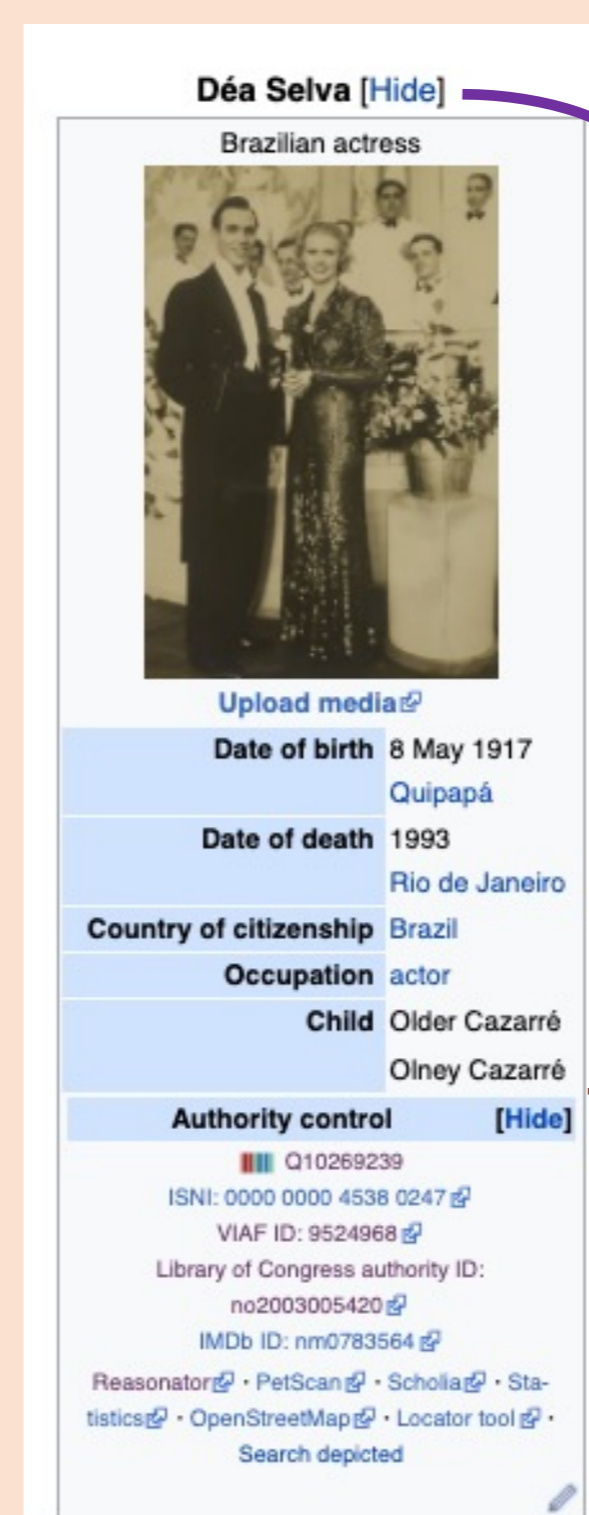 Déa Selva [Hide]
Brazilian actress
Upload media
Date of birth 8 May 1917
Quipapá
Date of death 1993
Rio de Janeiro
Country of citizenship Brazil
Occupation actor
Child Older Cazarré
Olney Cazarré
Authority control [Hide]
Q10269239
ISNI: 0000 0000 4538 0247
VIAF ID: 9524968
Library of Congress authority ID:
no2003005420
IMDb ID: nm0783564
Reasonator · PetScan · Scholia · Sta-
tistics · OpenStreetMap · Locator tool ·
Search depicted